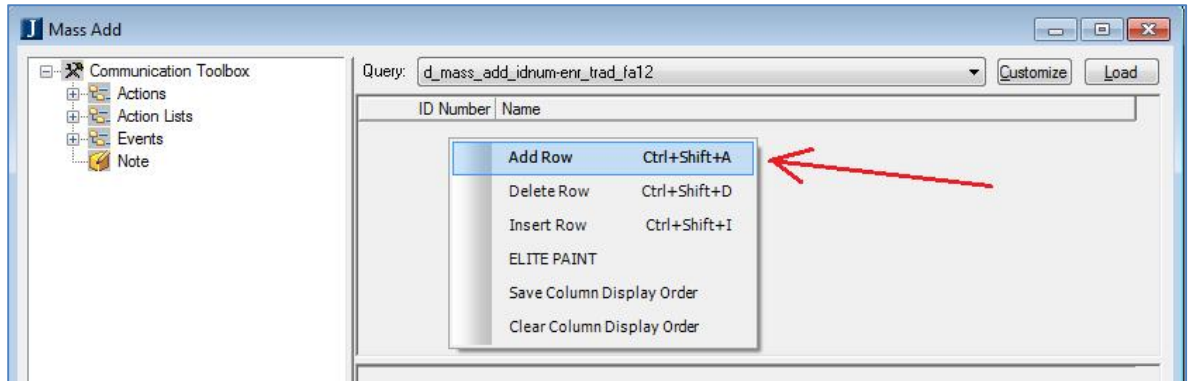 Mass Add
Communication Toolbox
Actions
Action Lists
Events
Note
Query: d_mass_add_idnum-enr_trad_fa12 Customize Load
ID Number Name
Add Row Ctrl+Shift+A
Delete Row Ctrl+Shift+D
Insert Row Ctrl+Shift+I
ELITE PAINT
Save Column Display Order
Clear Column Display Order